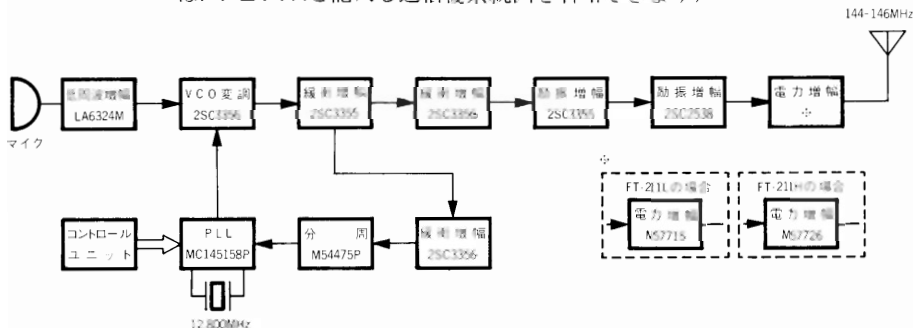 144-146MHz
低周波増幅
LA6324M
VCO変調
2SC3356
緩衝増幅
2SC3355
緩衝増幅
2SC3356
励振増幅
2SC3355
励振増幅
2SC2538
電力増幅
※
マイク
※
FT-211Lの場合
電力増幅
M57715
FT-211Hの場合
電力増幅
M57726
コントロール
ユニット
PLL
MC145158P
分周
M54475P
緩衝増幅
2SC3356
12.800MHz